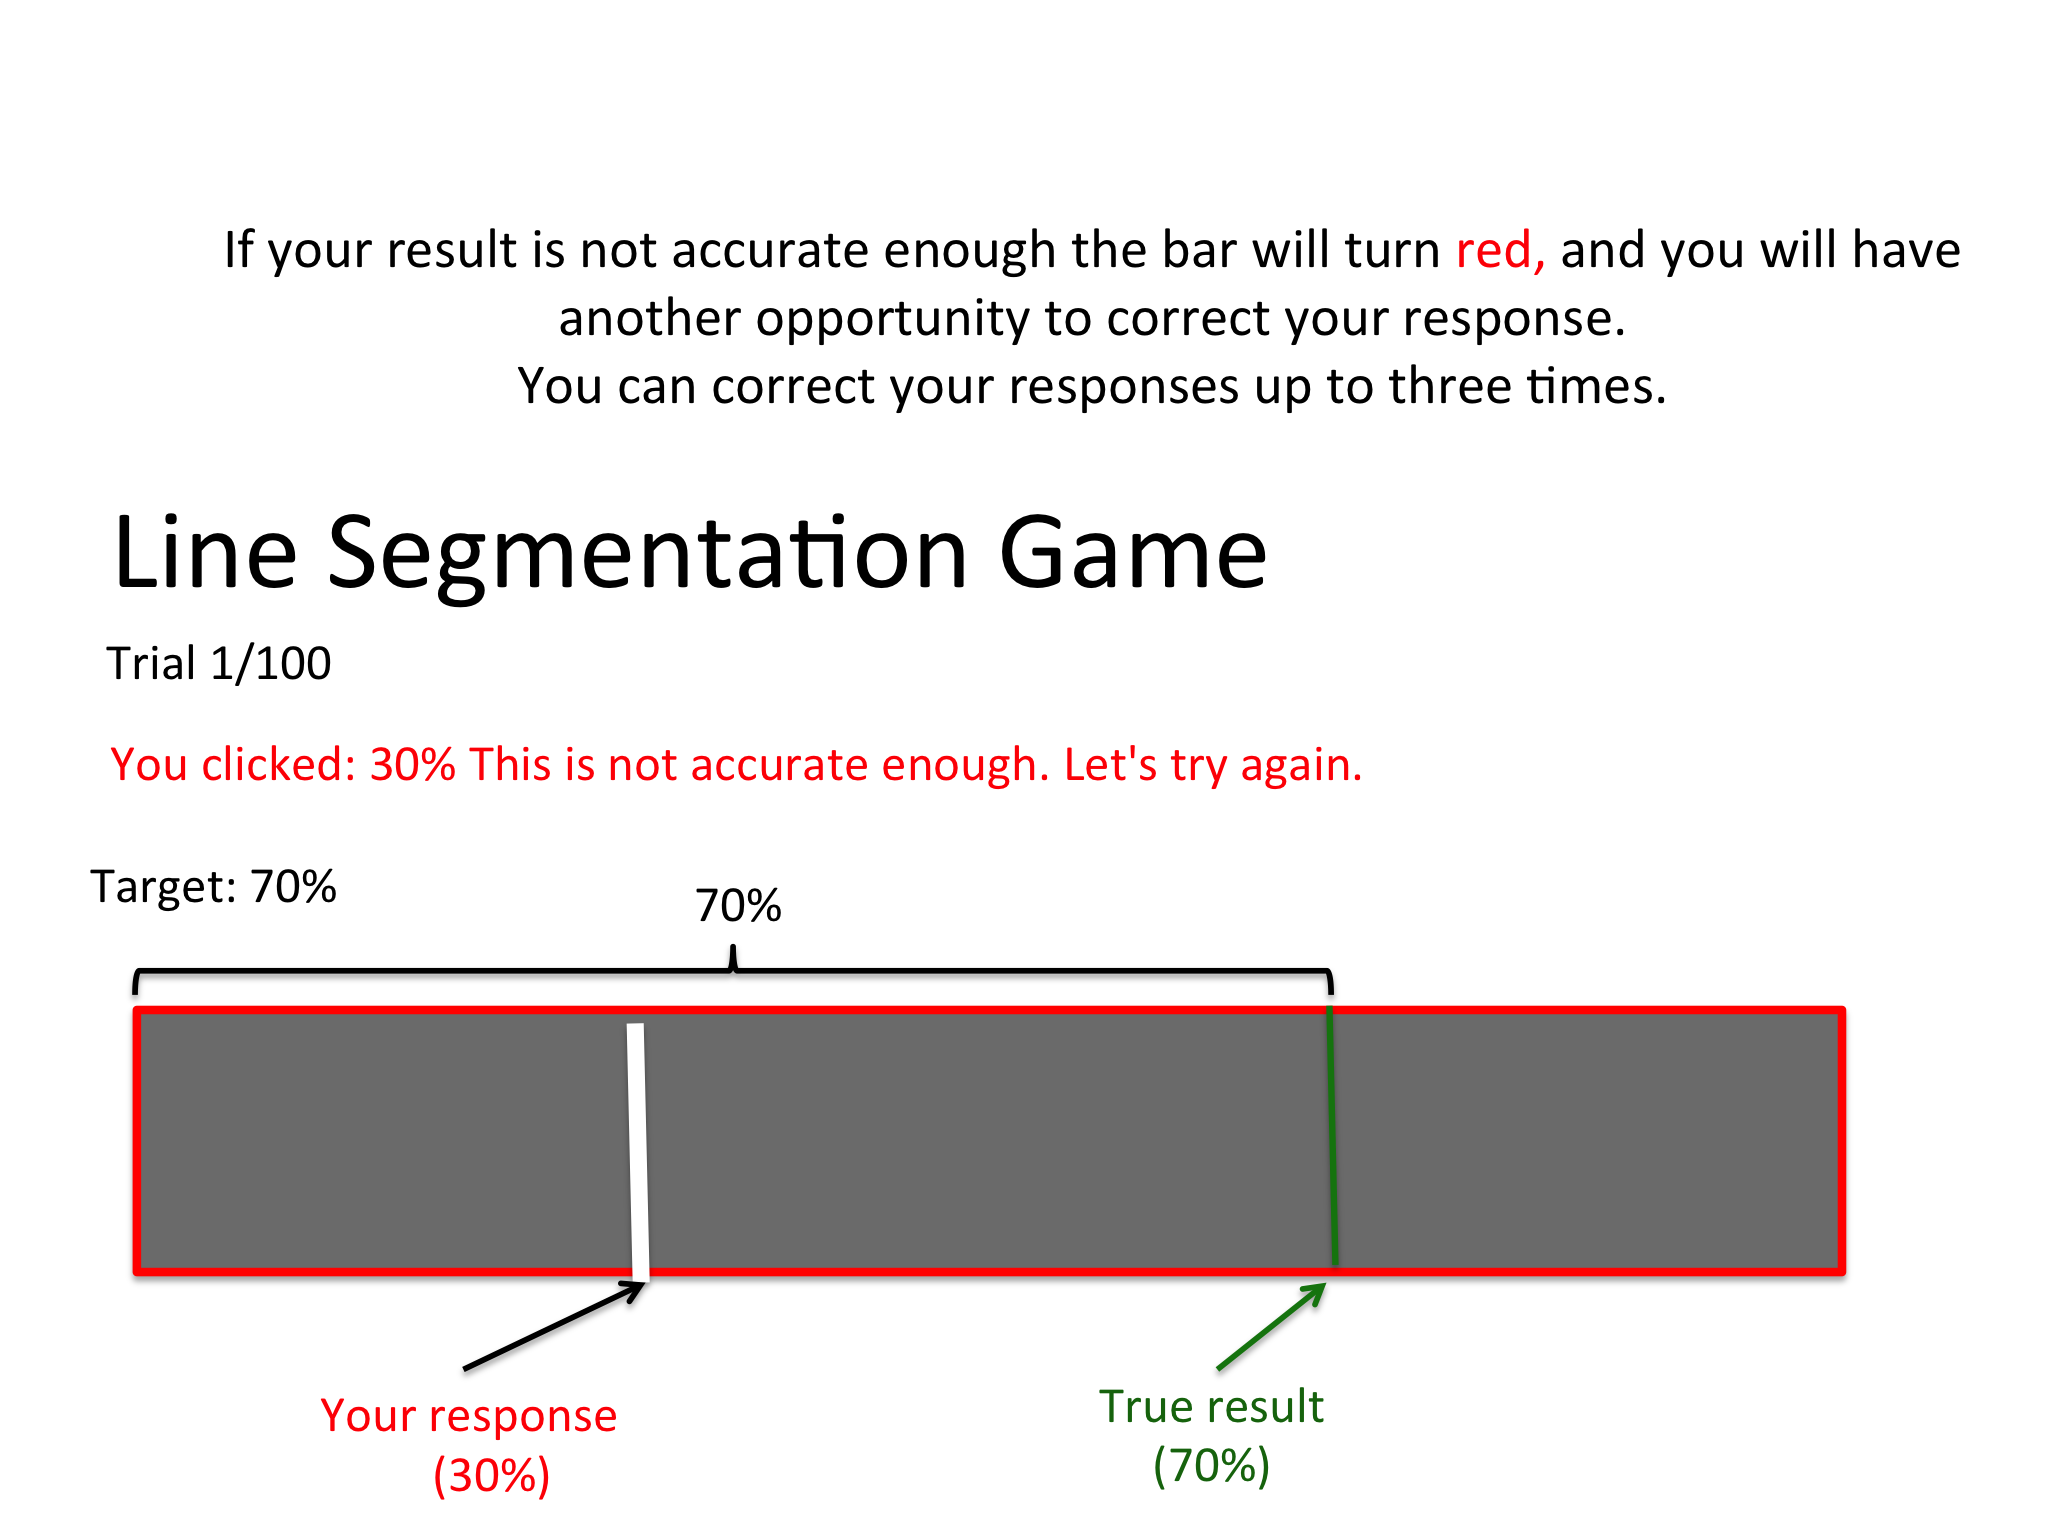 If your result is not accurate enough the bar will turn red, and you will have
another opportunity to correct your response.
You can correct your responses up to three times.
Line Segmentation Game
Trial 1/100
You clicked: 30% This is not accurate enough. Let's try again.
Target: 70%
70%
Your response
(30%)
True result
(70%)